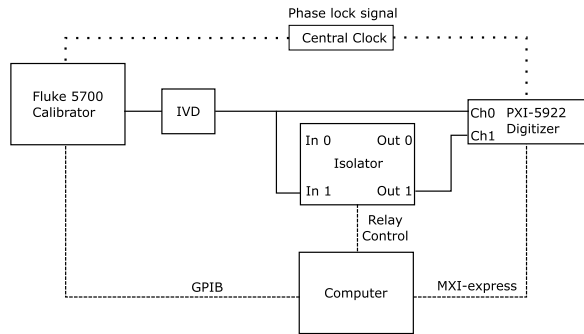 Phase lock signal
Central Clock
Fluke 5700
Calibrator
IVD
Ch0 PXI-5922
Digitizer
Ch1
In 0 Out 0
Isolator
In 1 Out 1
Relay
Control
GPIB
Computer
MXI-express